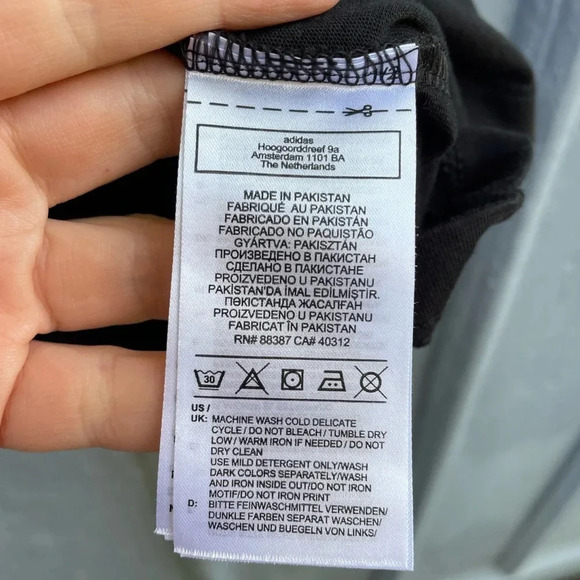 adidas
Hoogoorddreef 9a
Amsterdam 1101 BA
The Netherlands
MADE IN PAKISTAN
FABRIQUÉ AU PAKISTAN
FABRICADO EN PAKISTÁN
FABRICADO NO PAQUISTÃO
GYÁRTVA: PAKISZTÁN
ПРОИЗВЕДЕНО В ПАКИСТАН
СДЕЛАНО В ПАКИСТАНЕ
PROIZVEDENO U PAKISTANU
PAKİSTAN'DA İMAL EDİLMİŞTİR.
ПӘКІСТАНДА ЖАСАЛҒАН
PROIZVEDENO U PAKISTANU
FABRICAT ÎN PAKISTAN
RN# 88387 CA# 40312
30
US /
UK: MACHINE WASH COLD DELICATE
CYCLE / DO NOT BLEACH / TUMBLE DRY
LOW / WARM IRON IF NEEDED / DO NOT
DRY CLEAN
USE MILD DETERGENT ONLY/WASH
DARK COLORS SEPARATELY/WASH
AND IRON INSIDE OUT/DO NOT IRON
MOTIF/DO NOT IRON PRINT
D: BITTE FEINWASCHMITTEL VERWENDEN/
DUNKLE FARBEN SEPARAT WASCHEN/
WASCHEN UND BUEGELN VON LINKS/